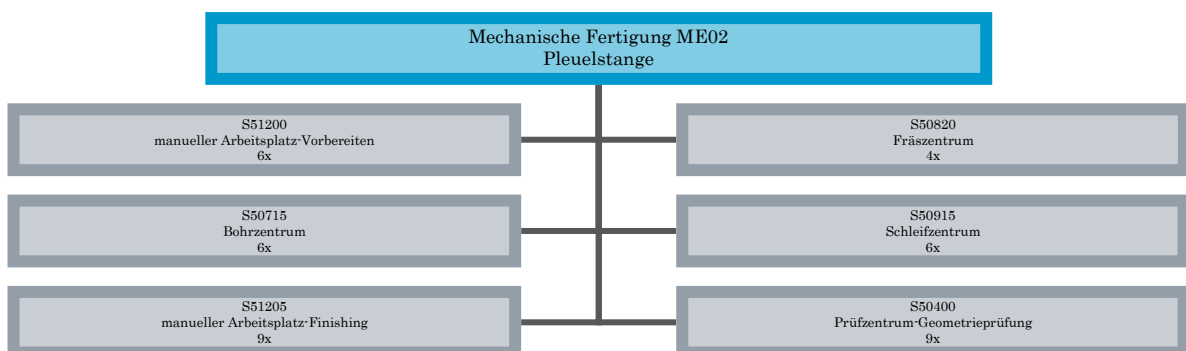 Mechanische Fertigung ME02
Pleuelstange
S51200
manueller Arbeitsplatz-Vorbereiten
6x
S50820
Fräszentrum
4x
S50715
Bohrzentrum
6x
S50915
Schleifzentrum
6x
S51205
manueller Arbeitsplatz-Finishing
9x
S50400
Prüfzentrum-Geometrieprüfung
9x